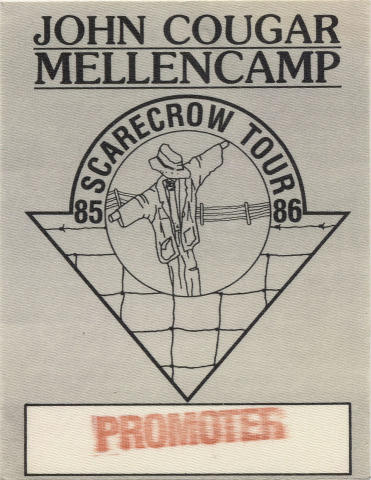 JOHN COUGAR
MELLENCAMP
SCARECROW TOUR
85 86
PROMOTER